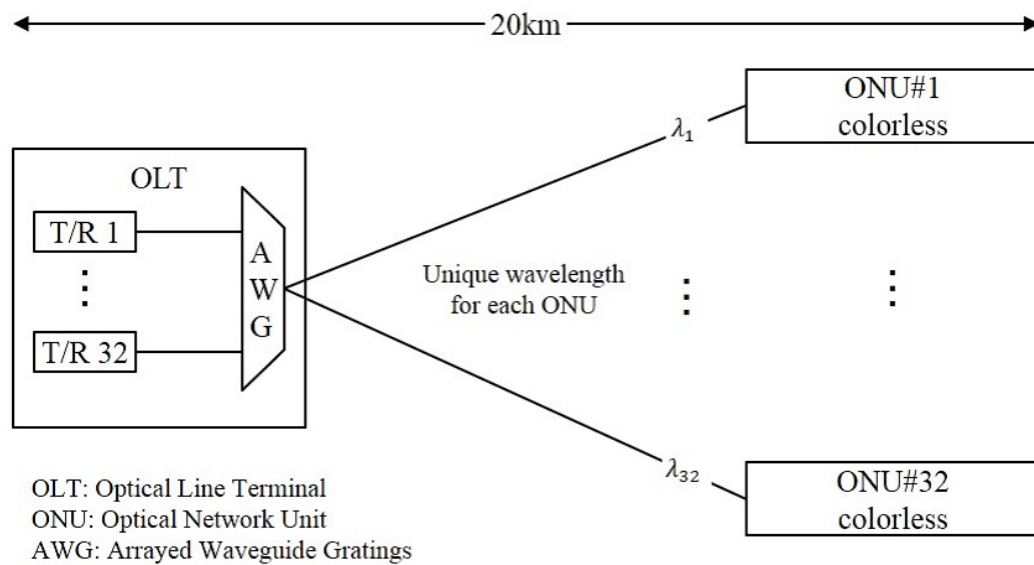 20km
ONU#1
colorless
λ₁
OLT
T/R 1
⋮
T/R 32
A
W
G
Unique wavelength
for each ONU
⋮
⋮
λ₃₂
ONU#32
colorless
OLT: Optical Line Terminal
ONU: Optical Network Unit
AWG: Arrayed Waveguide Gratings